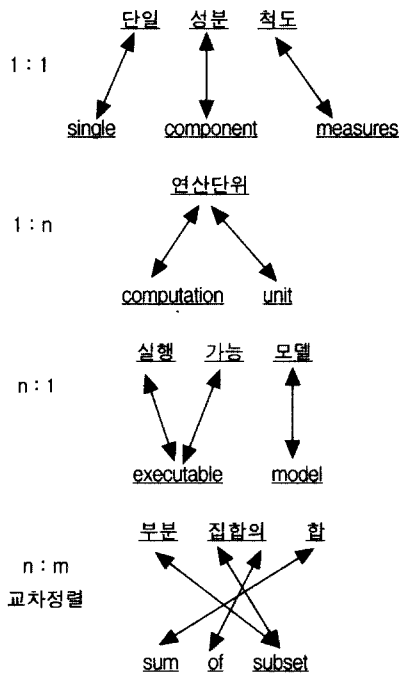 단일 성분 척도
1 : 1
single component measures
연산단위
1 : n
computation unit
실행 가능 모델
n : 1
executable model
부분 집합의 합
n : m
교차정렬
sum of subset